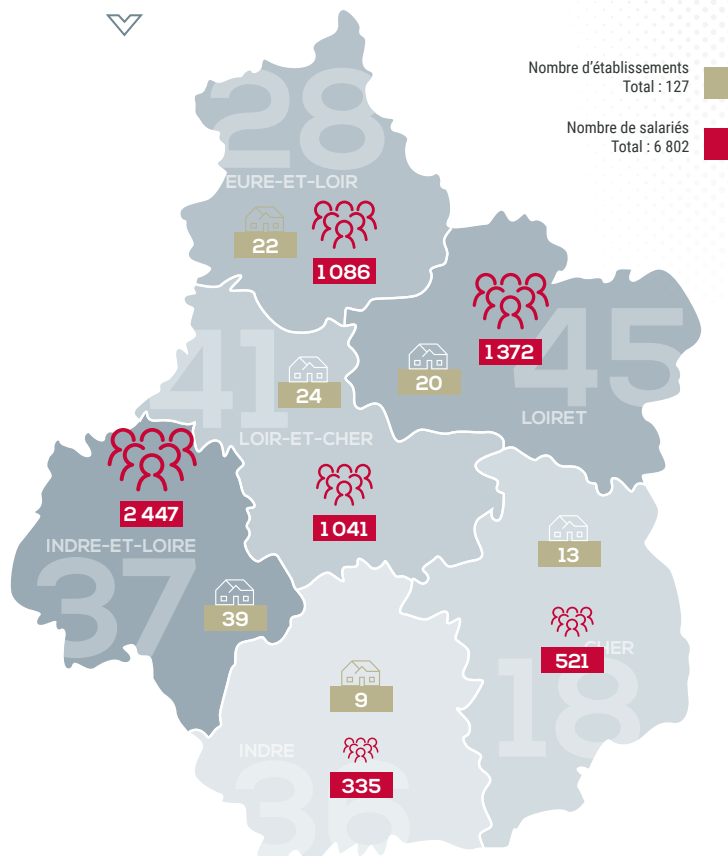 Nombre d'établissements
Total : 127
Nombre de salariés
Total : 6 802
28
EURE-ET-LOIR
22
1 086
45
1 372
20
LOIRET
41
24
LOIR-ET-CHER
1 041
2 447
INDRE-ET-LOIRE
37
39
13
CHER
521
18
9
INDRE
335
36